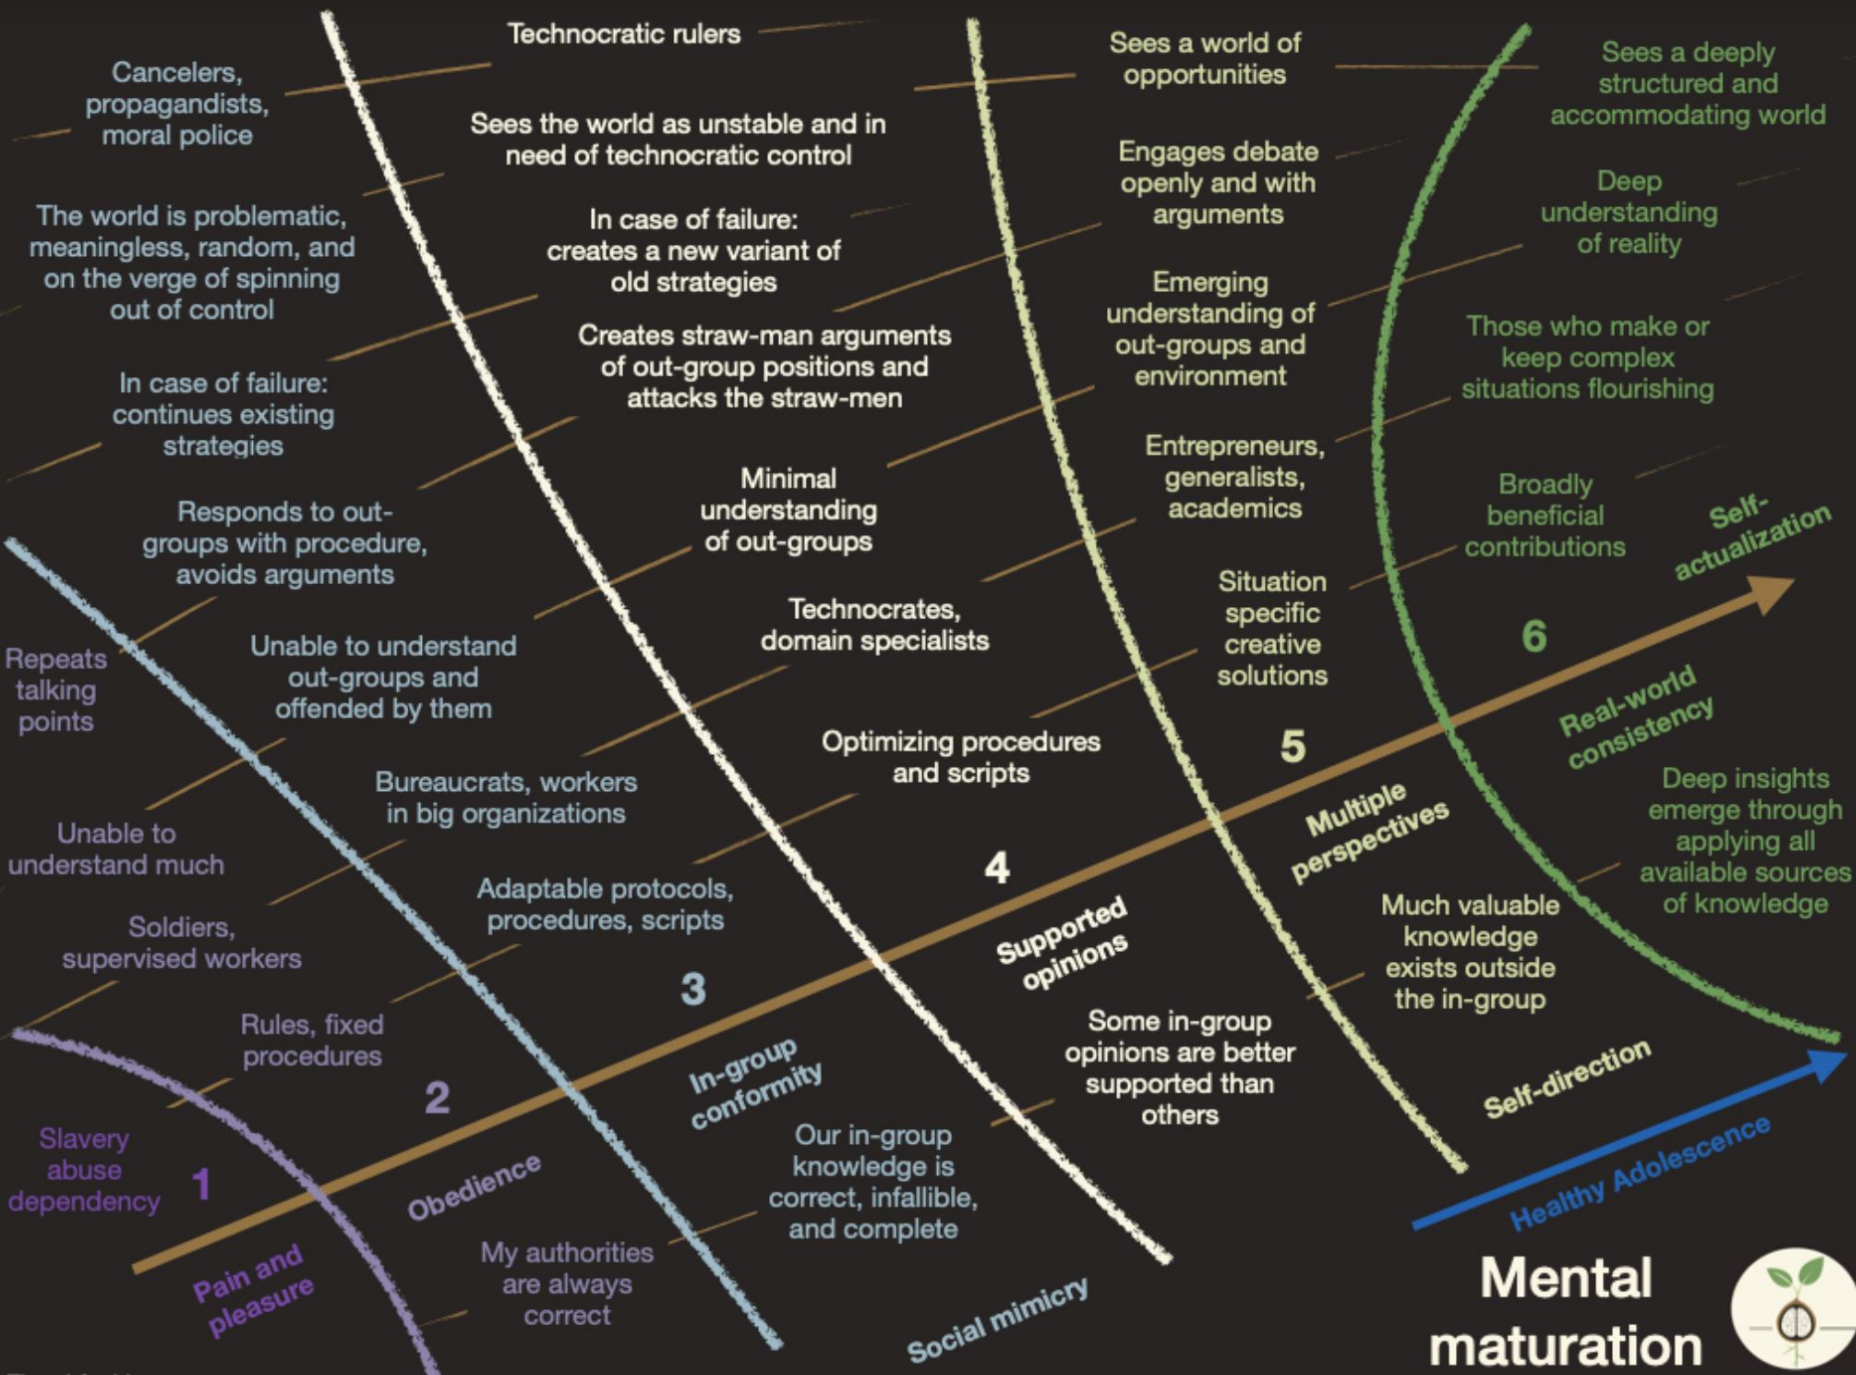 Technocratic rulers
Cancelers,
propagandists,
moral police
Sees a world of
opportunities
Sees a deeply
structured and
accommodating world
Sees the world as unstable and in
need of technocratic control
Engages debate
openly and with
arguments
Deep
understanding
of reality
The world is problematic,
meaningless, random, and
on the verge of spinning
out of control
In case of failure:
creates a new variant of
old strategies
Emerging
understanding of
out-groups and
environment
Those who make or
keep complex
situations flourishing
Creates straw-man arguments
of out-group positions and
attacks the straw-men
In case of failure:
continues existing
strategies
Entrepreneurs,
generalists,
academics
Minimal
understanding
of out-groups
Broadly
beneficial
contributions
Self-
actualization
Responds to out-
groups with procedure,
avoids arguments
Situation
specific
creative
solutions
Technocrates,
domain specialists
6
Repeats
talking
points
Unable to understand
out-groups and
offended by them
Real-world
consistency
Optimizing procedures
and scripts
5
Multiple
perspectives
Deep insights
emerge through
applying all
available sources
of knowledge
Bureaucrats, workers
in big organizations
Unable to
understand much
4
Supported
opinions
Adaptable protocols,
procedures, scripts
Much valuable
knowledge
exists outside
the in-group
Soldiers,
supervised workers
3
In-group
conformity
Some in-group
opinions are better
supported than
others
Rules, fixed
procedures
Self-direction
2
Obedience
Our in-group
knowledge is
correct, infallible,
and complete
Healthy Adolescence
Slavery
abuse
dependency
1
Pain and
pleasure
My authorities
are always
correct
Social mimicry
Mental
maturation